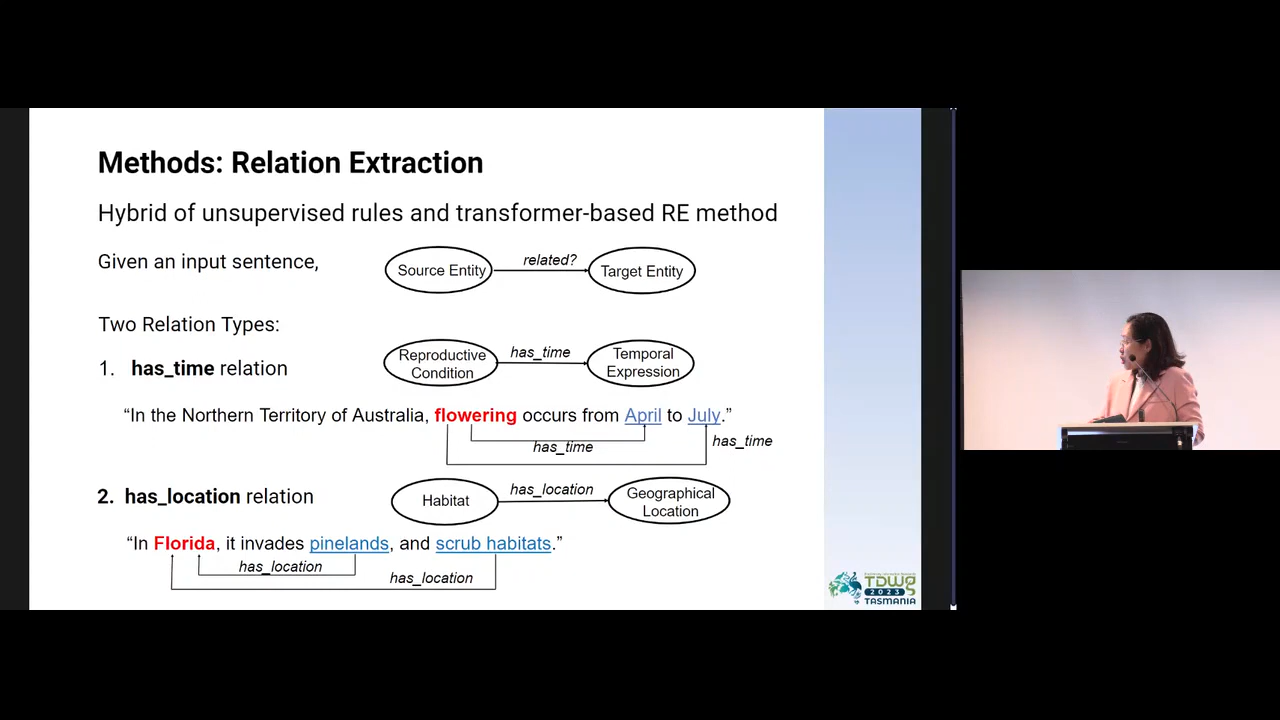 Methods: Relation Extraction
Hybrid of unsupervised rules and transformer-based RE method
Given an input sentence,
Source Entity
related?
Target Entity
Two Relation Types:
1. has_time relation
Reproductive
Condition
has_time
Temporal
Expression
“In the Northern Territory of Australia, flowering occurs from April to July.”
has_time
has_time
2. has_location relation
Habitat
has_location
Geographical
Location
“In Florida, it invades pinelands, and scrub habitats.”
has_location
has_location
TDWG
2023
TASMANIA